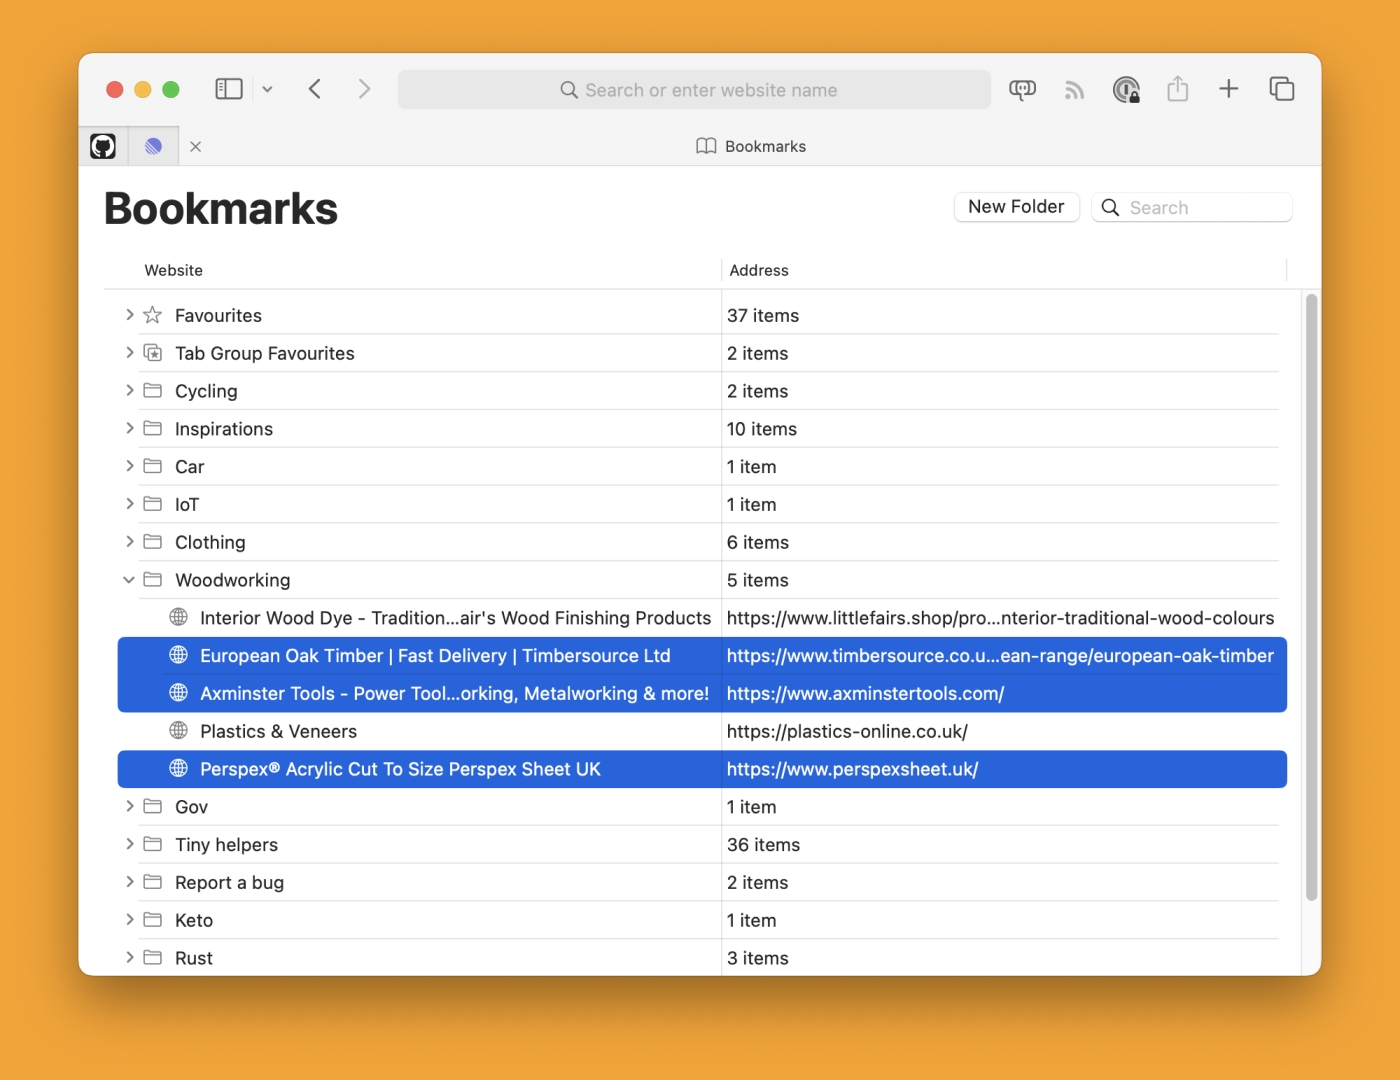 Search or enter website name
Bookmarks
Bookmarks
New Folder
Search
Website Address
Favourites 37 items
Tab Group Favourites 2 items
Cycling 2 items
Inspirations 10 items
Car 1 item
IoT 1 item
Clothing 6 items
Woodworking 5 items
Interior Wood Dye - Tradition...air's Wood Finishing Products https://www.littlefairs.shop/pro...nterior-traditional-wood-colours
European Oak Timber | Fast Delivery | Timbersource Ltd https://www.timbersource.co.u...ean-range/european-oak-timber
Axminster Tools - Power Tool...orking, Metalworking & more! https://www.axminstertools.com/
Plastics & Veneers https://plastics-online.co.uk/
Perspex® Acrylic Cut To Size Perspex Sheet UK https://www.perspexsheet.uk/
Gov 1 item
Tiny helpers 36 items
Report a bug 2 items
Keto 1 item
Rust 3 items